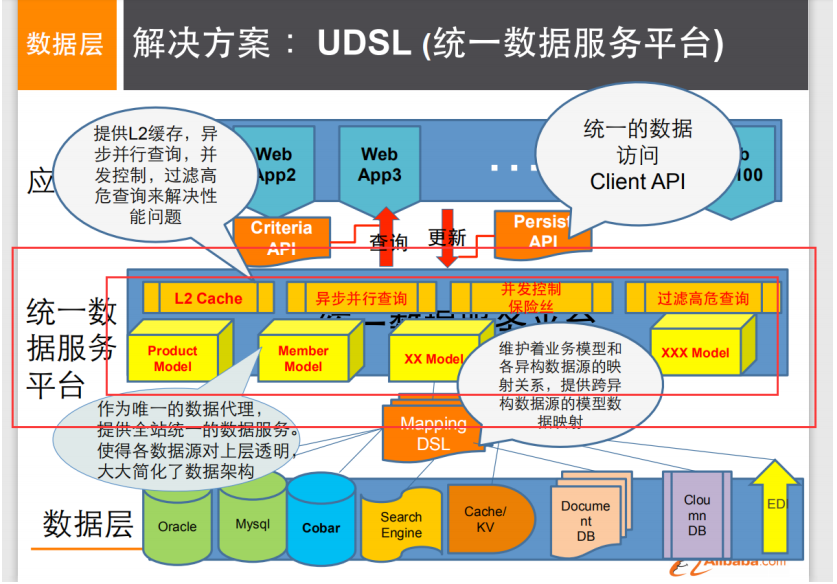 数据层
解决方案： UDSL (统一数据服务平台)
提供L2缓存，异
步并行查询，并
发控制，过滤高
危查询来解决性
能问题
Web
App2
Web
App3
...
统一的数据
访问
Client API
100
应
Criteria
API
查询
更新
Persist
API
统一数
据服务
平台
L2 Cache
异步并行查询
并发控制
保险丝
过滤高危查询
Product
Model
Member
Model
XX Model
XXX Model
维护着业务模型和
各异构数据源的映
射关系，提供跨异
构数据源的模型数
据映射
作为唯一的数据代理，
提供全站统一的数据服务。
使得各数据源对上层透明，
大大简化了数据架构
Mapping
DSL
数据层
Oracle
Mysql
Cobar
Search
Engine
Cache/
KV
Docume
nt
DB
Clou
mn
DB
EDI
Alibaba.com